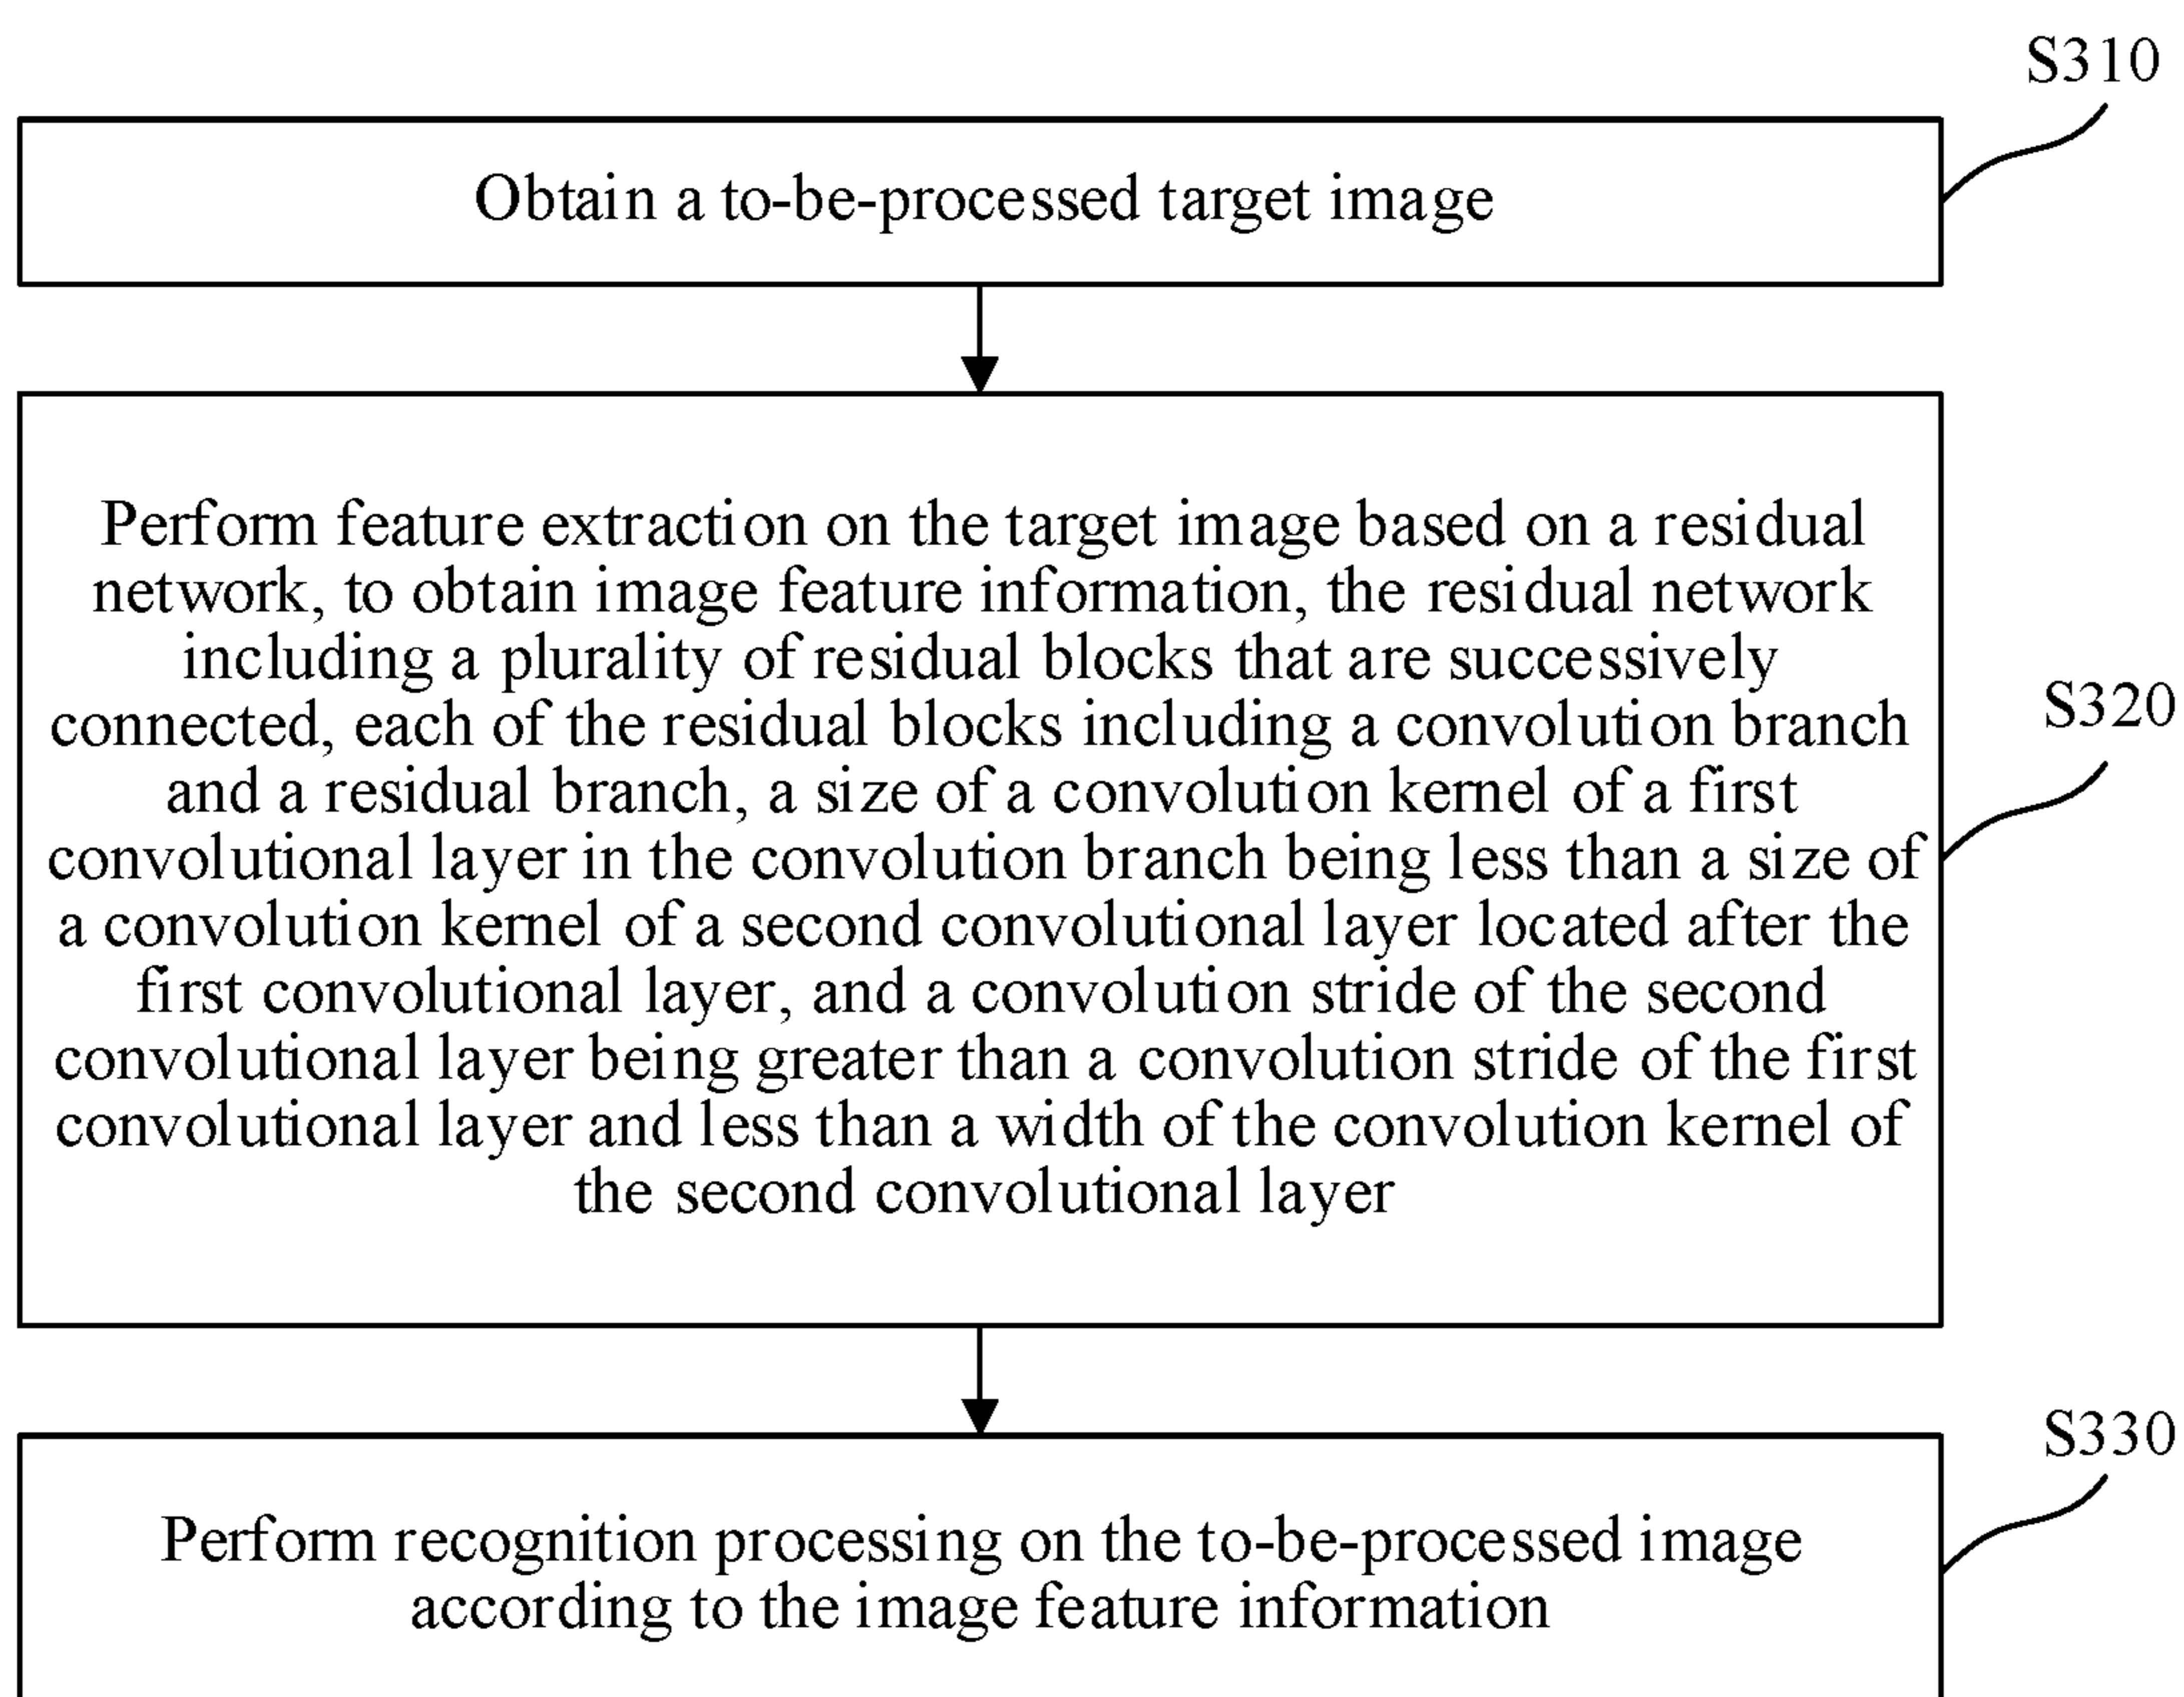 S310
Obtain a to-be-processed target image
Perform feature extraction on the target image based on a residual
network, to obtain image feature information, the residual network
including a plurality of residual blocks that are successively
connected, each of the residual blocks including a convolution branch
and a residual branch, a size of a convolution kernel of a first
convolutional layer in the convolution branch being less than a size of
a convolution kernel of a second convolutional layer located after the
first convolutional layer, and a convolution stride of the second
convolutional layer being greater than a convolution stride of the first
convolutional layer and less than a width of the convolution kernel of
the second convolutional layer
S320
S330
Perform recognition processing on the to-be-processed image
according to the image feature information